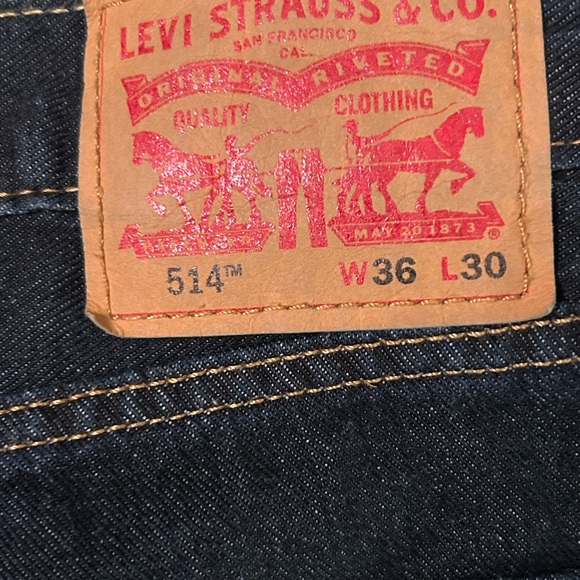 LEVI STRAUSS & CO.
SAN FRANCISCO
CAL.
ORIGINAL RIVETED
QUALITY CLOTHING
MAY 20 1873 ®
514™ W36 L30